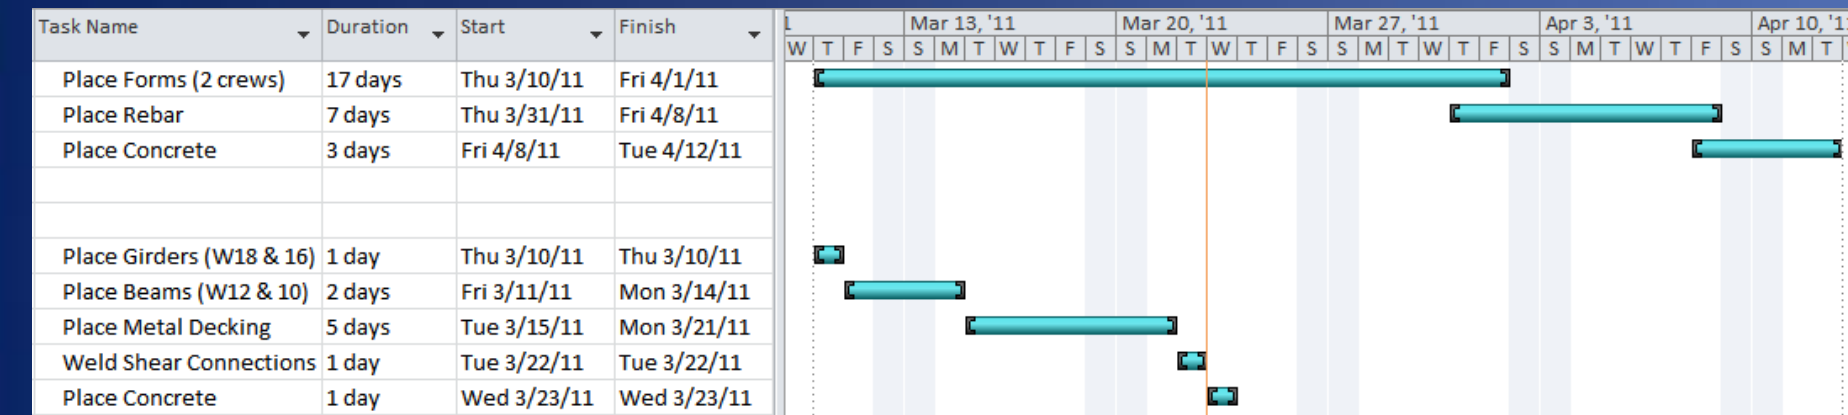 Task Name Duration Start Finish 1 Mar 13, '11 Mar 20, '11 Mar 27, '11 Apr 3, '11 Apr 10, '11
W T F S S M T W T F S S M T W T F S S M T W T F S S M T W T F S S M T
Place Forms (2 crews) 17 days Thu 3/10/11 Fri 4/1/11
Place Rebar 7 days Thu 3/31/11 Fri 4/8/11
Place Concrete 3 days Fri 4/8/11 Tue 4/12/11
Place Girders (W18 & 16) 1 day Thu 3/10/11 Thu 3/10/11
Place Beams (W12 & 10) 2 days Fri 3/11/11 Mon 3/14/11
Place Metal Decking 5 days Tue 3/15/11 Mon 3/21/11
Weld Shear Connections 1 day Tue 3/22/11 Tue 3/22/11
Place Concrete 1 day Wed 3/23/11 Wed 3/23/11